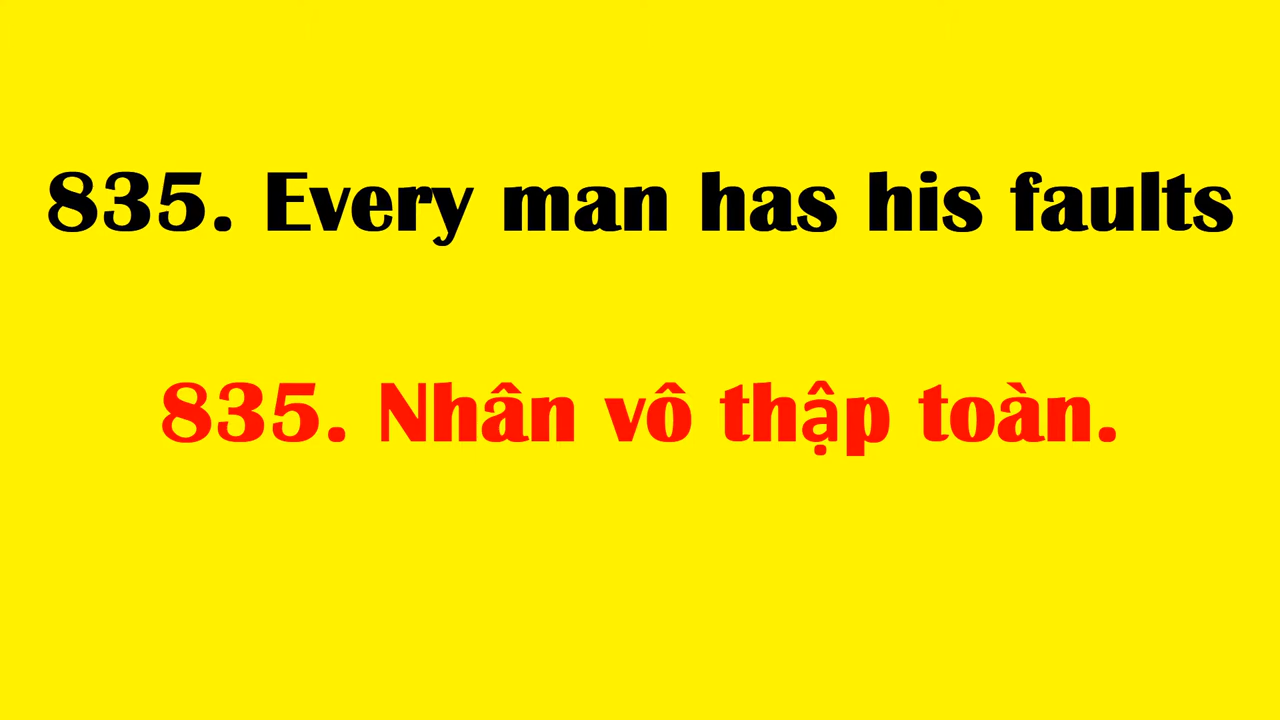 835. Every man has his faults
835. Nhân vô thập toàn.